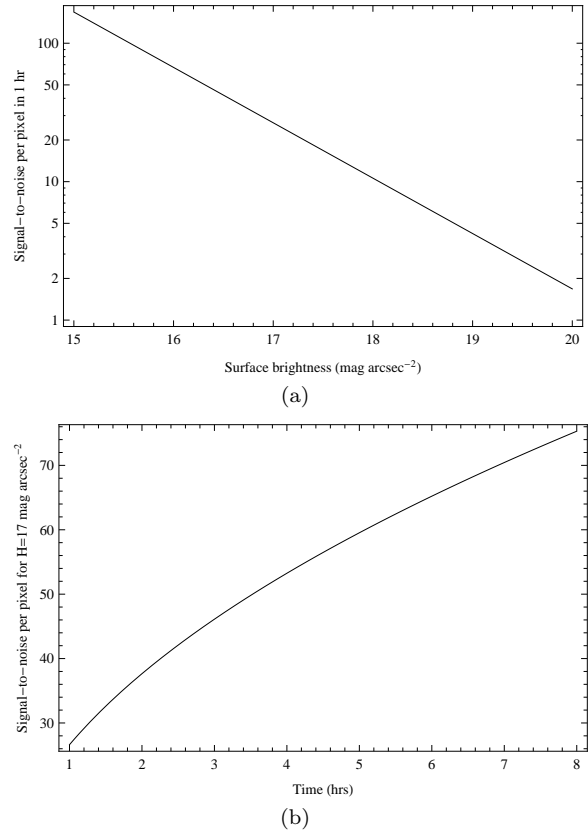 Signal−to−noise per pixel in 1 hr
100
50
20
10
5
2
1
15 16 17 18 19 20
Surface brightness (mag arcsec−2)
(a)
Signal−to−noise per pixel for H=17 mag arcsec−2
70
60
50
40
30
1 2 3 4 5 6 7 8
Time (hrs)
(b)